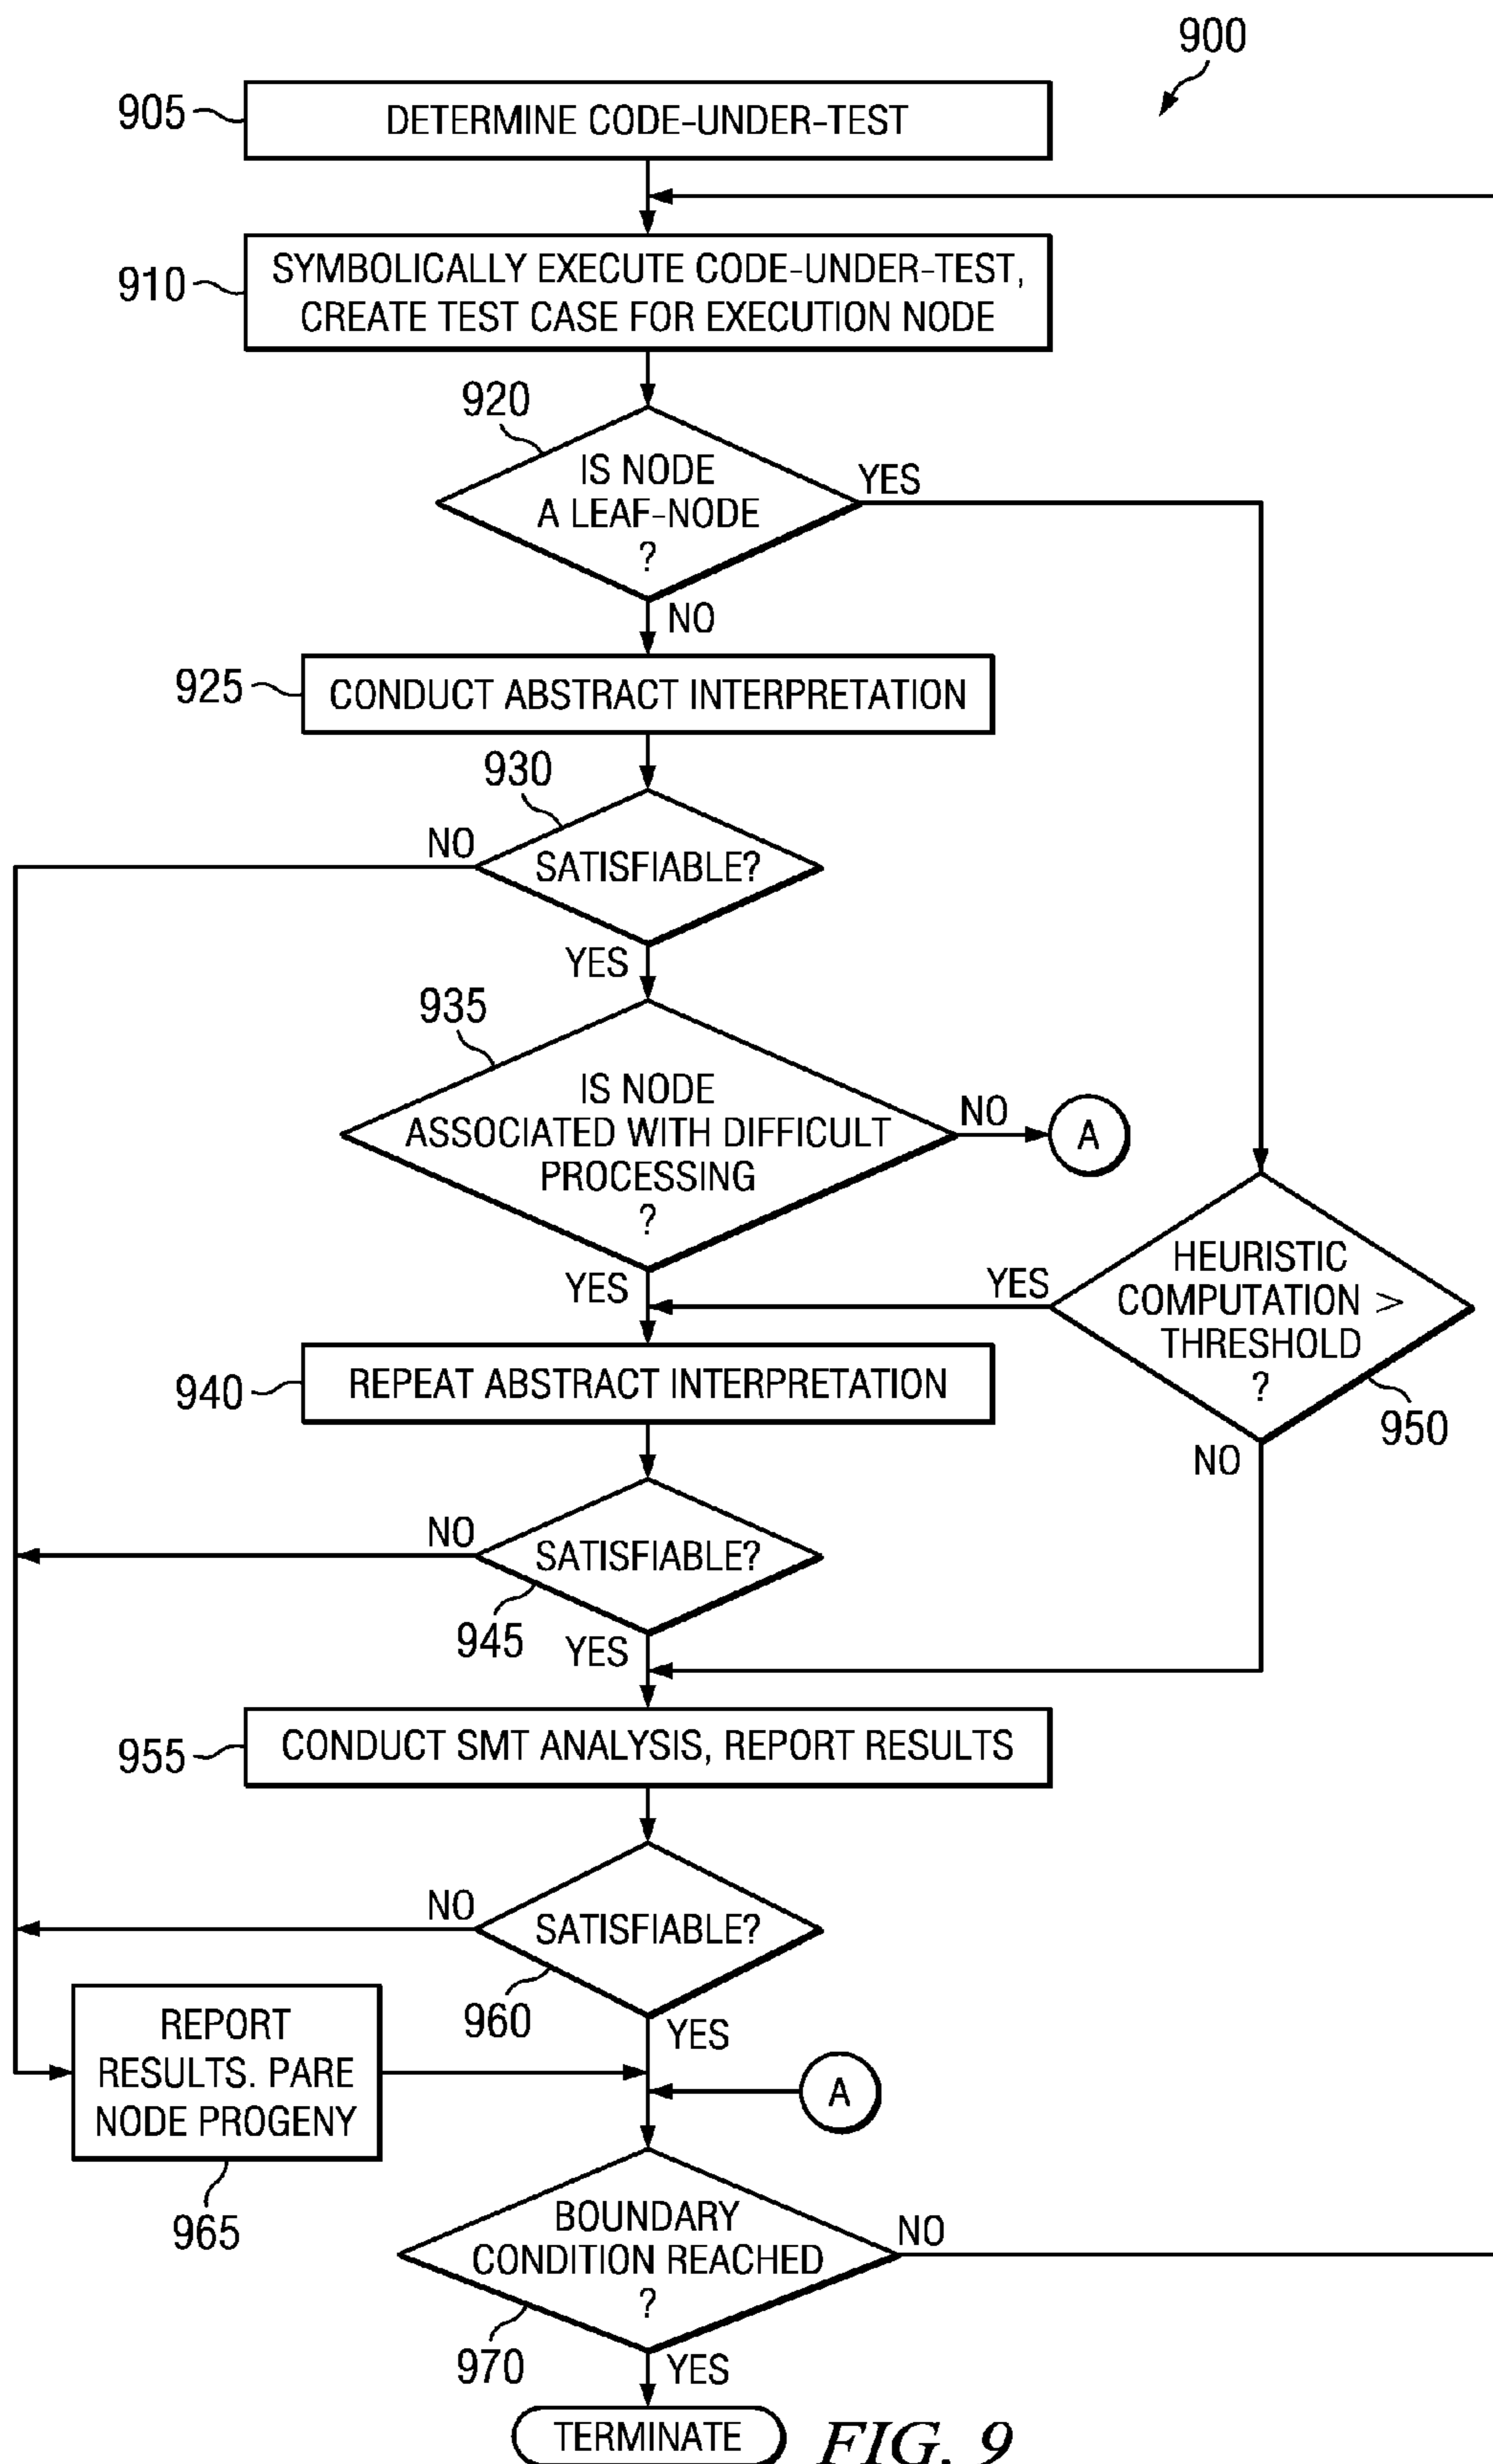 900
905
DETERMINE CODE-UNDER-TEST
910
SYMBOLICALLY EXECUTE CODE-UNDER-TEST,
CREATE TEST CASE FOR EXECUTION NODE
920
IS NODE
A LEAF-NODE
?
YES
NO
925
CONDUCT ABSTRACT INTERPRETATION
930
NO
SATISFIABLE?
YES
935
IS NODE
ASSOCIATED WITH DIFFICULT
PROCESSING
?
NO
A
YES
HEURISTIC
COMPUTATION >
THRESHOLD
?
YES
950
NO
940
REPEAT ABSTRACT INTERPRETATION
NO
SATISFIABLE?
945
YES
955
CONDUCT SMT ANALYSIS, REPORT RESULTS
NO
SATISFIABLE?
960
YES
REPORT
RESULTS. PARE
NODE PROGENY
965
A
BOUNDARY
CONDITION REACHED
?
NO
970
YES
TERMINATE
FIG. 9